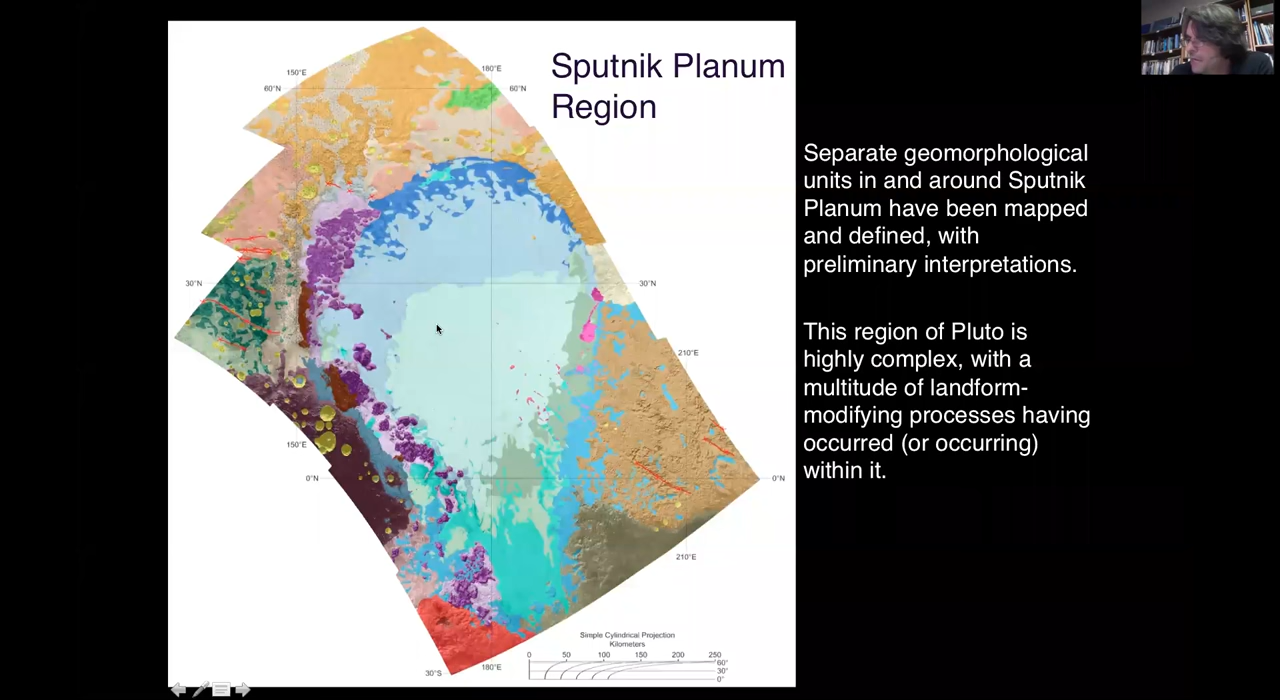 Sputnik Planum
Region
150°E
180°E
60°N
60°N
30°N
30°N
210°E
150°E
0°N
0°N
210°E
Simple Cylindrical Projection
Kilometers
0 50 100 150 200 250
60°
30°
0°
30°S
180°E
Separate geomorphological
units in and around Sputnik
Planum have been mapped
and defined, with
preliminary interpretations.
This region of Pluto is
highly complex, with a
multitude of landform-
modifying processes having
occurred (or occurring)
within it.